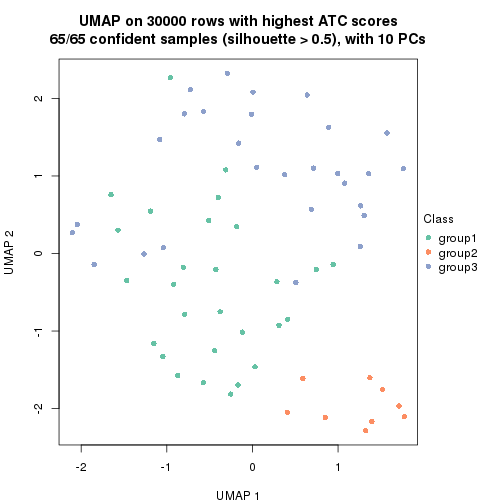 UMAP on 30000 rows with highest ATC scores
65/65 confident samples (silhouette > 0.5), with 10 PCs
2
1
0
-1
-2
UMAP 2
-2
-1
0
1
UMAP 1
Class
group1
group2
group3